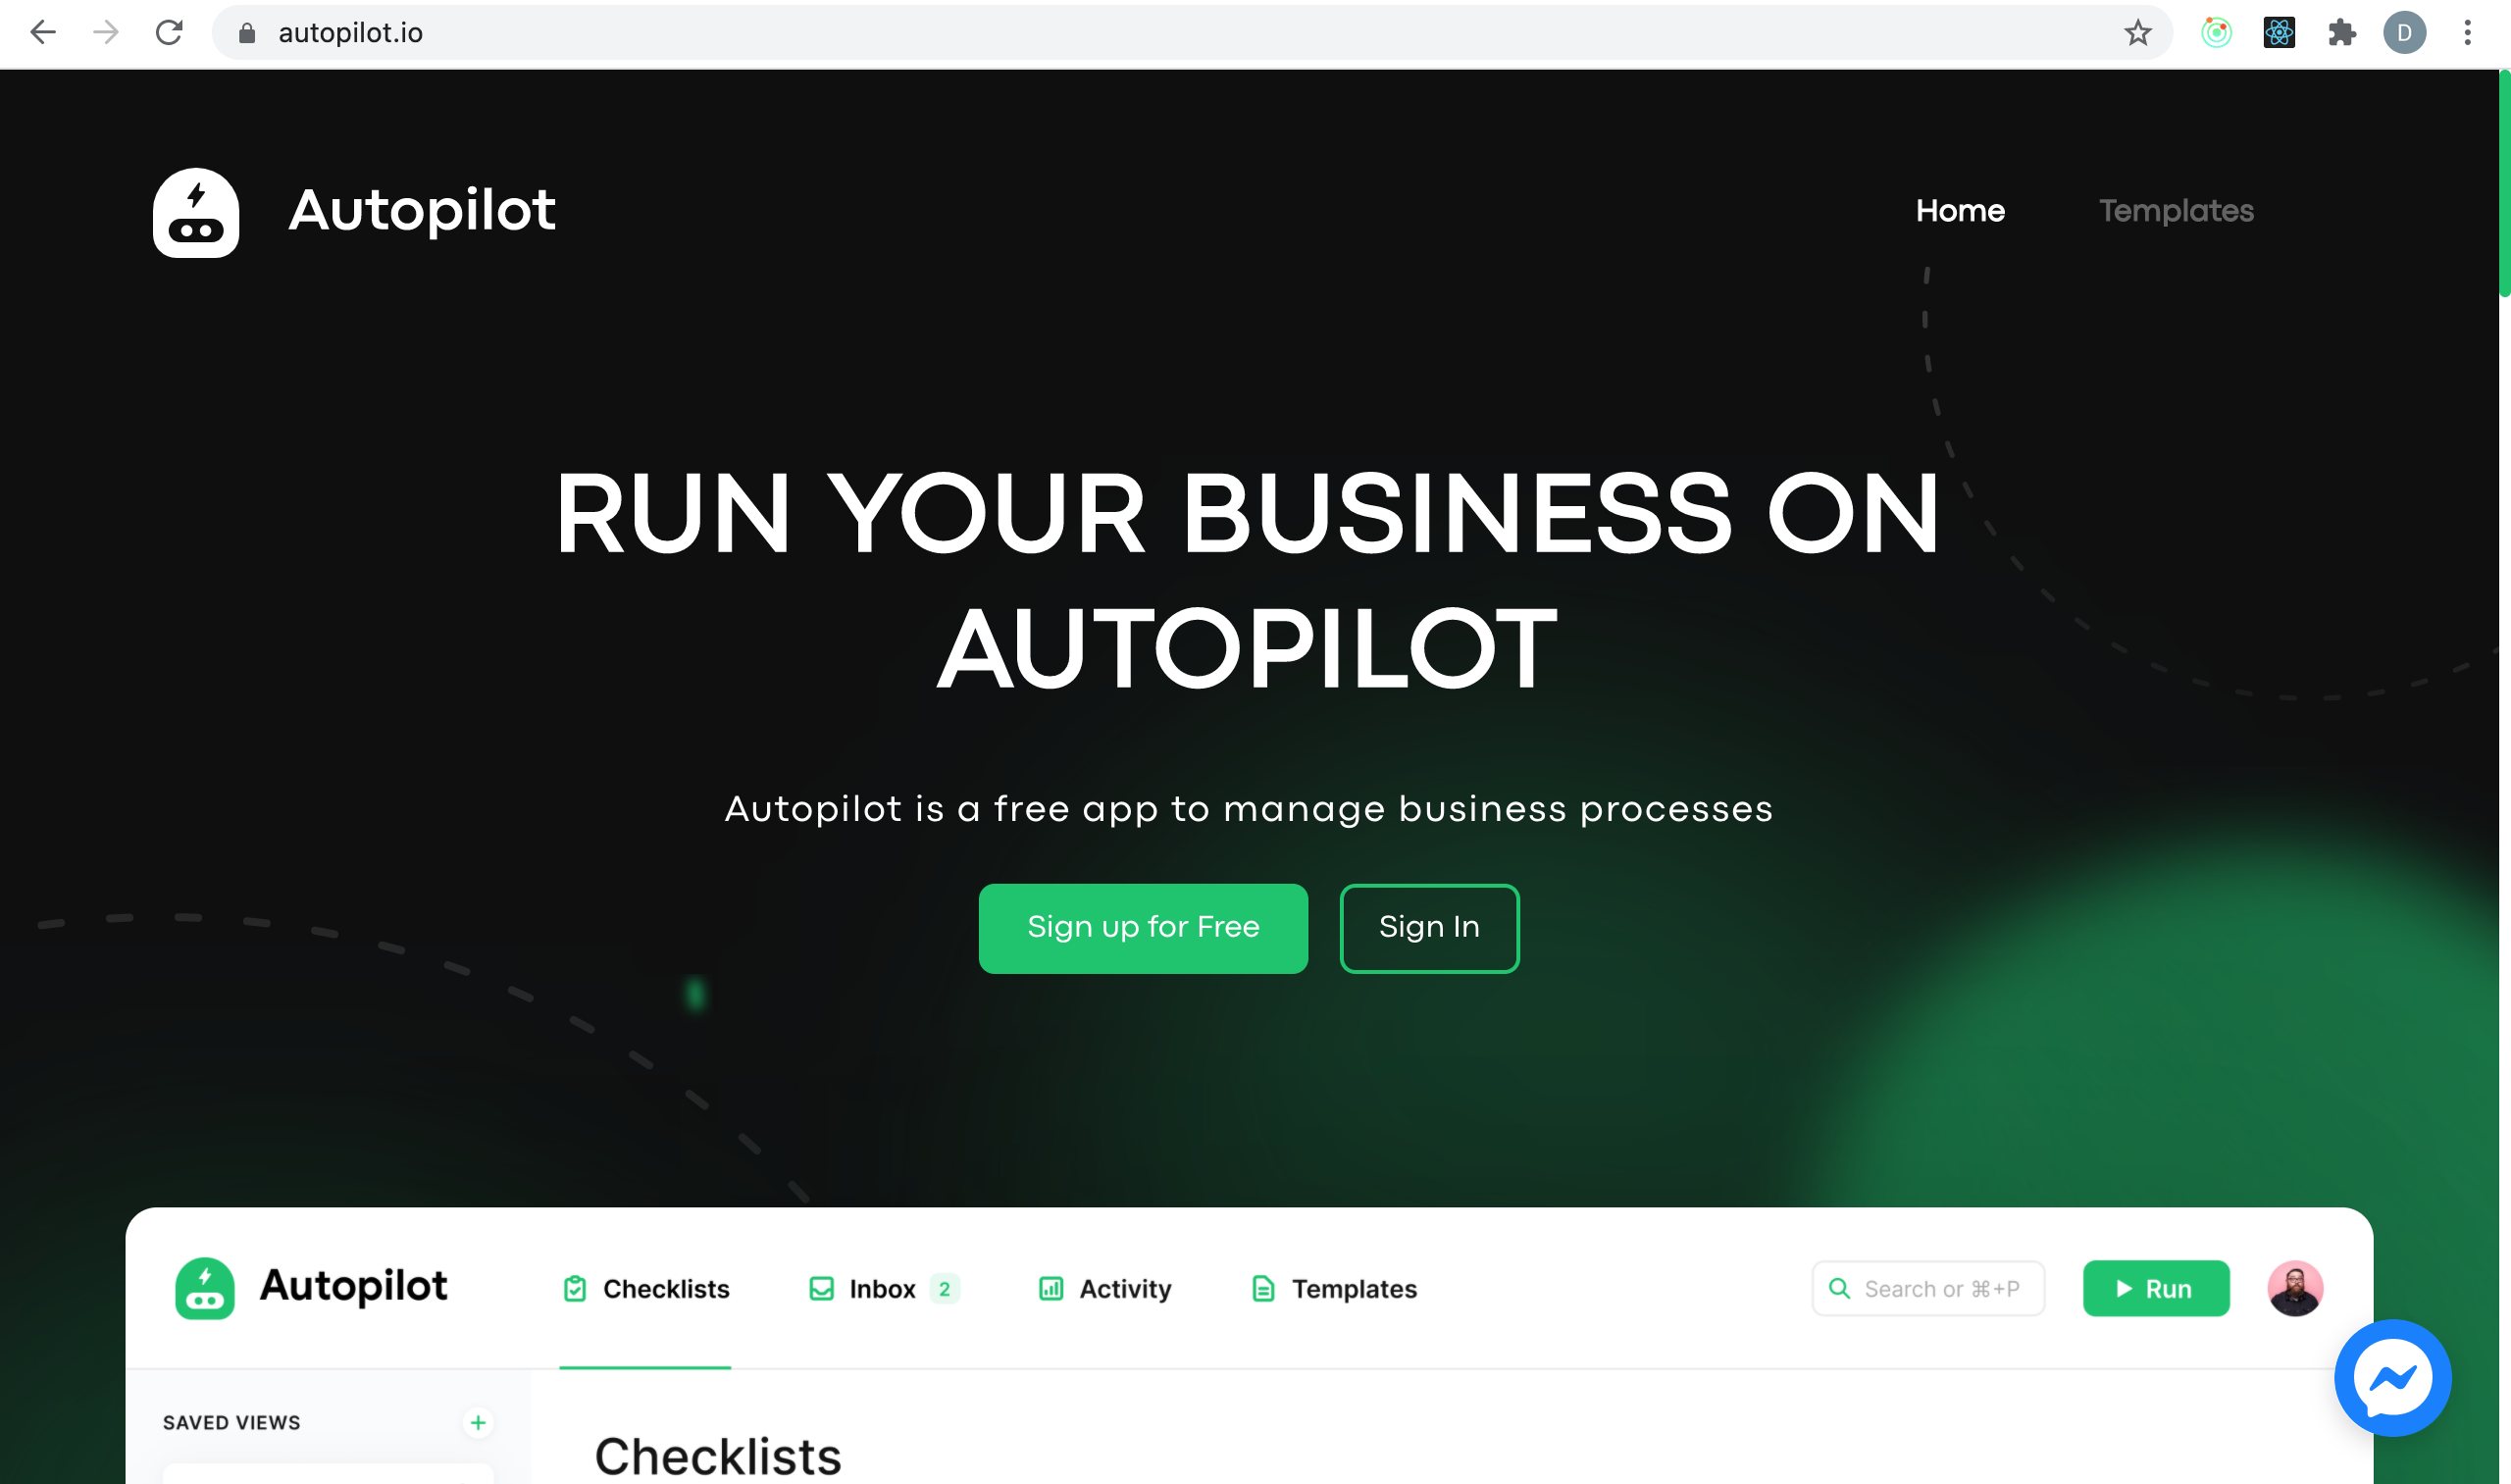 autopilot.io
D
Autopilot
Home
Templates
RUN YOUR BUSINESS ON
AUTOPILOT
Autopilot is a free app to manage business processes
Sign up for Free
Sign In
Autopilot
Checklists
Inbox 2
Activity
Templates
Search or ⌘+P
Run
SAVED VIEWS
+
Checklists